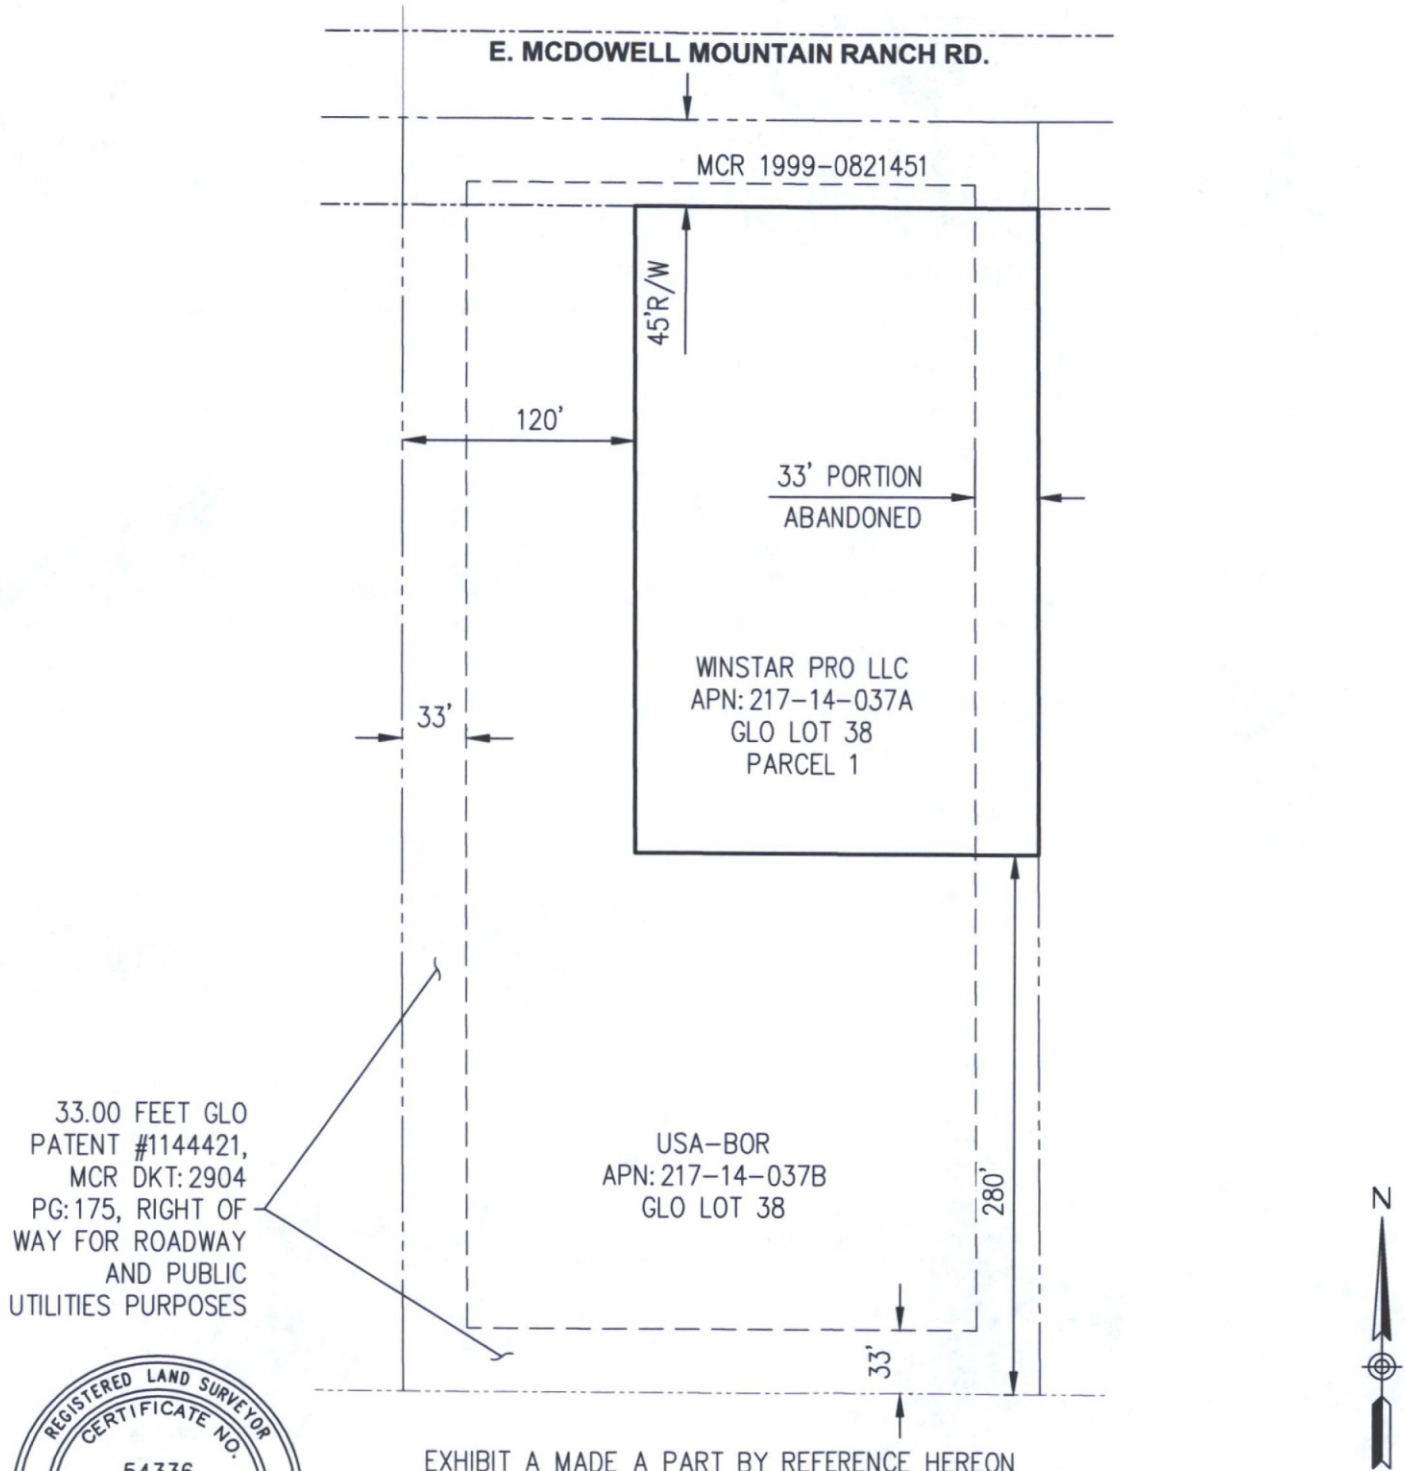 E. MCDOWELL MOUNTAIN RANCH RD.
MCR 1999-0821451
45'R/W
120'
33' PORTION
ABANDONED
WINSTAR PRO LLC
APN: 217-14-037A
GLO LOT 38
PARCEL 1
33'
33.00 FEET GLO
PATENT #1144421,
MCR DKT: 2904
PG: 175, RIGHT OF
WAY FOR ROADWAY
AND PUBLIC
UTILITIES PURPOSES
USA-BOR
APN: 217-14-037B
GLO LOT 38
280'
33'
N
REGISTERED LAND SURVEYOR
CERTIFICATE NO.
54336
EXHIBIT A MADE A PART BY REFERENCE HEREON